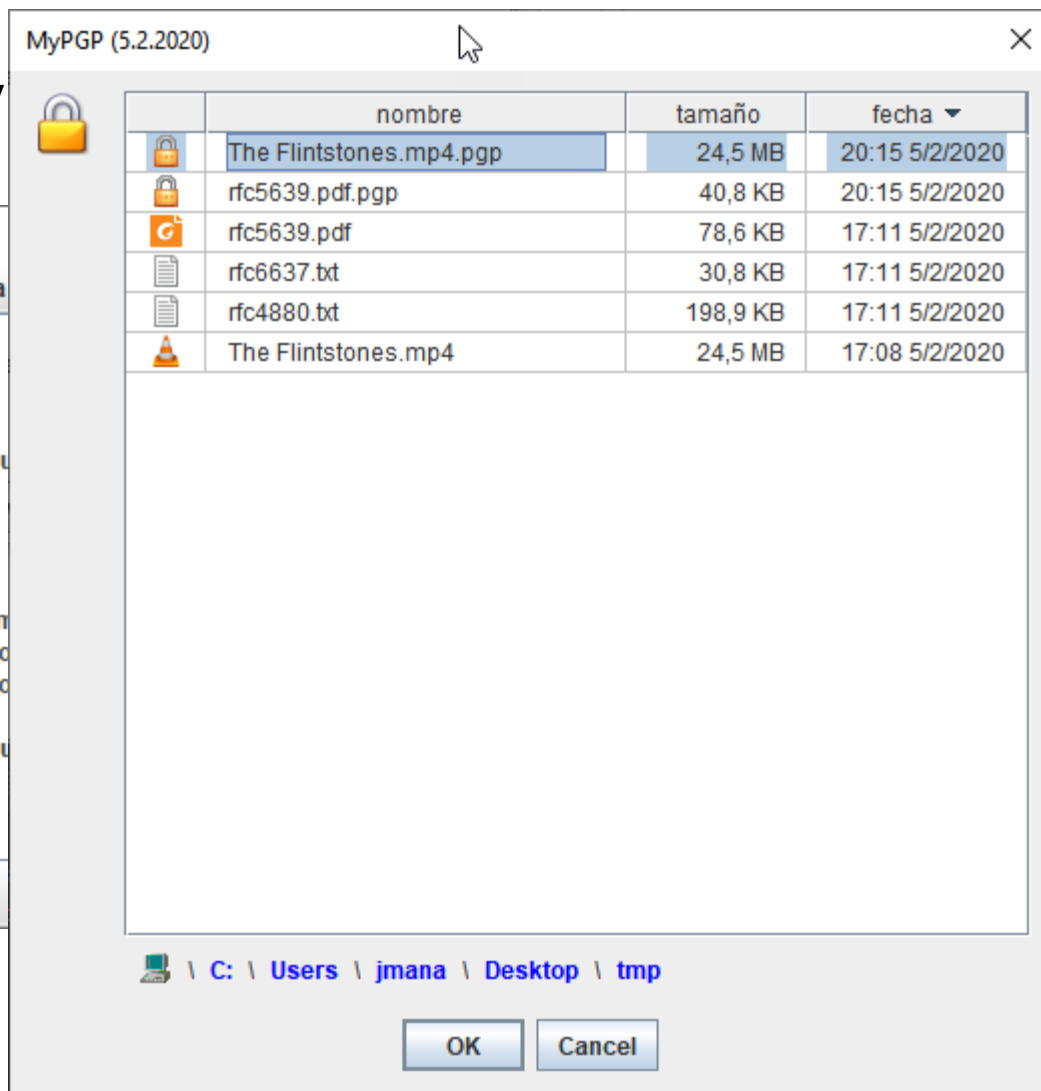 MyPGP (5.2.2020)
nombre tamaño fecha
The Flintstones.mp4.pgp 24,5 MB 20:15 5/2/2020
rfc5639.pdf.pgp 40,8 KB 20:15 5/2/2020
rfc5639.pdf 78,6 KB 17:11 5/2/2020
rfc6637.txt 30,8 KB 17:11 5/2/2020
rfc4880.txt 198,9 KB 17:11 5/2/2020
The Flintstones.mp4 24,5 MB 17:08 5/2/2020
\ C: \ Users \ jmana \ Desktop \ tmp
OK Cancel